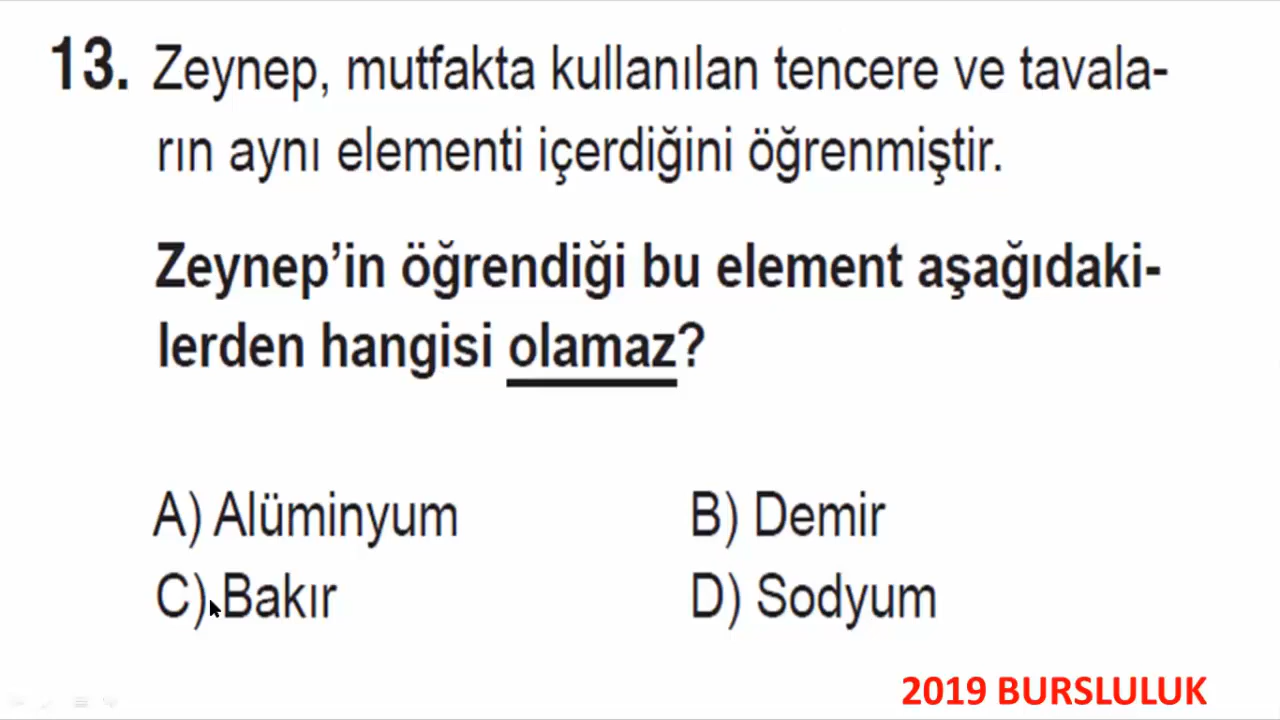 13. Zeynep, mutfakta kullanılan tencere ve tavala-
rın aynı elementi içerdiğini öğrenmiştir.
Zeynep’in öğrendiği bu element aşağıdaki-
lerden hangisi olamaz?
A) Alüminyum B) Demir
C) Bakır D) Sodyum
2019 BURSLULUK